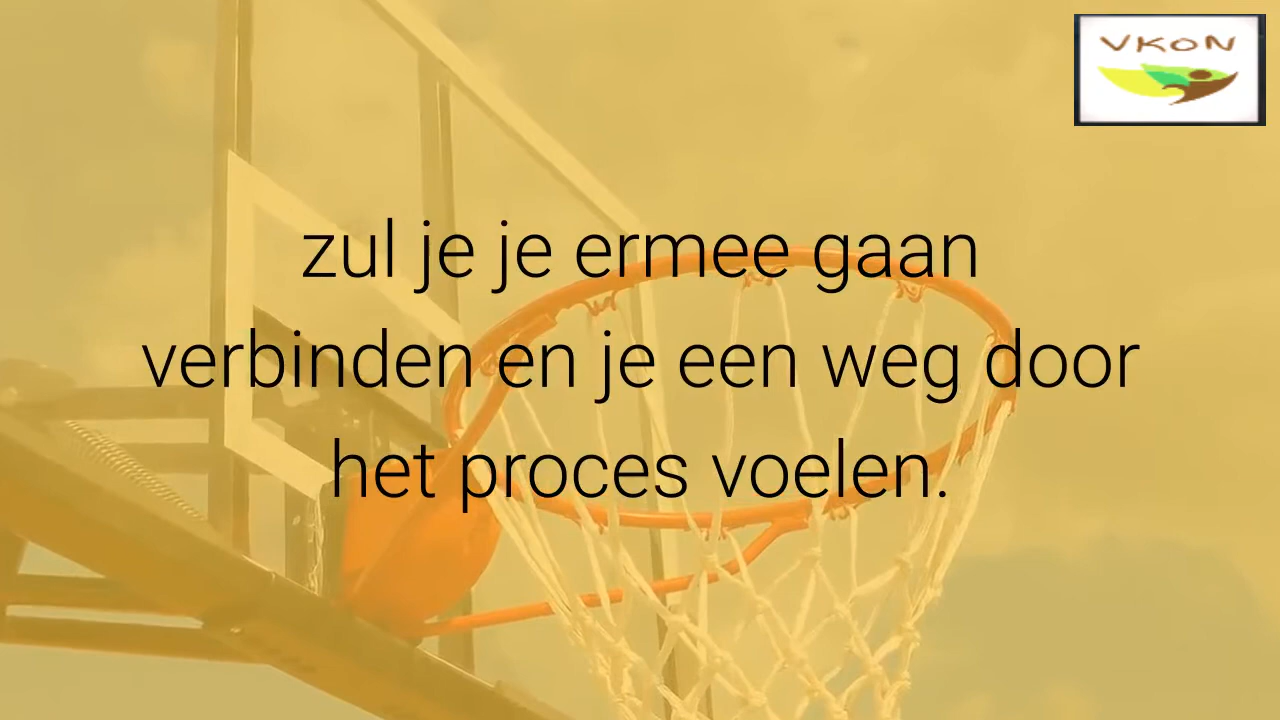 VKON
zul je je ermee gaan
verbinden en je een weg door
het proces voelen.